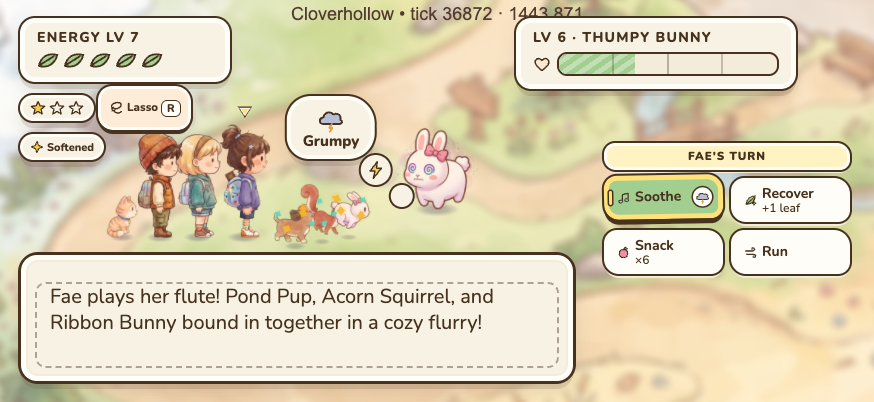 Cloverhollow • tick 36872 · 1443,871
ENERGY LV 7
LV 6 · THUMPY BUNNY
Lasso R
Softened
Grumpy
FAE'S TURN
Soothe
Recover
+1 leaf
Snack
×6
Run
Fae plays her flute! Pond Pup, Acorn Squirrel, and
Ribbon Bunny bound in together in a cozy flurry!